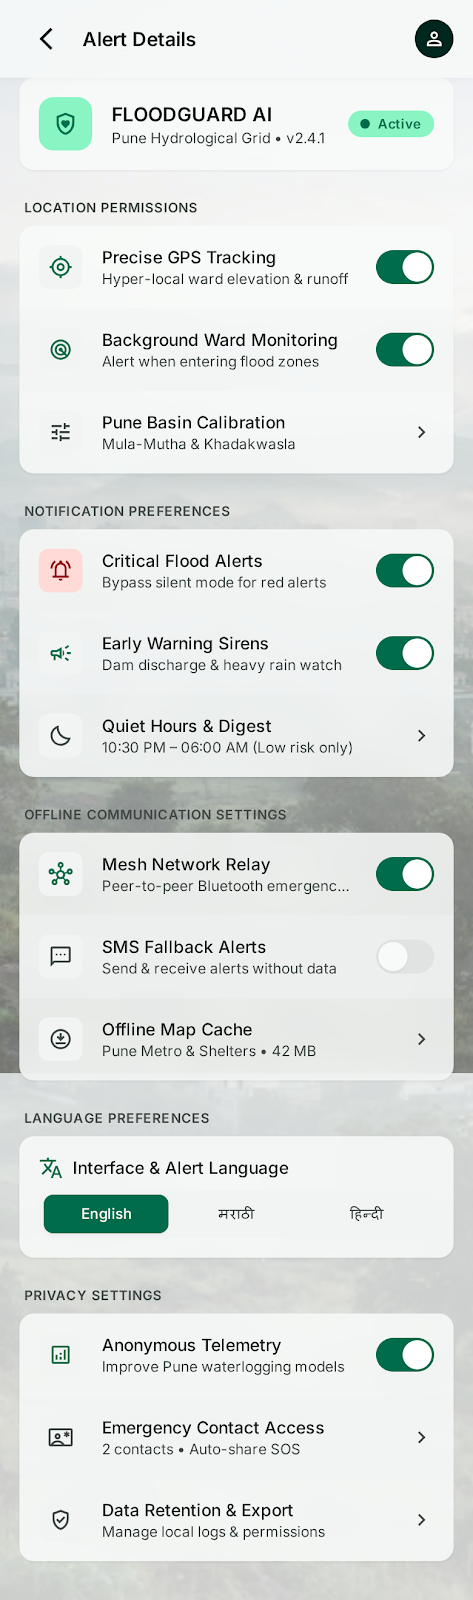 Alert Details
FLOODGUARD AI
Pune Hydrological Grid • v2.4.1
Active
LOCATION PERMISSIONS
Precise GPS Tracking
Hyper-local ward elevation & runoff
Background Ward Monitoring
Alert when entering flood zones
Pune Basin Calibration
Mula-Mutha & Khadakwasla
NOTIFICATION PREFERENCES
Critical Flood Alerts
Bypass silent mode for red alerts
Early Warning Sirens
Dam discharge & heavy rain watch
Quiet Hours & Digest
10:30 PM – 06:00 AM (Low risk only)
OFFLINE COMMUNICATION SETTINGS
Mesh Network Relay
Peer-to-peer Bluetooth emergenc...
SMS Fallback Alerts
Send & receive alerts without data
Offline Map Cache
Pune Metro & Shelters • 42 MB
LANGUAGE PREFERENCES
Interface & Alert Language
English
मराठी
हिन्दी
PRIVACY SETTINGS
Anonymous Telemetry
Improve Pune waterlogging models
Emergency Contact Access
2 contacts • Auto-share SOS
Data Retention & Export
Manage local logs & permissions